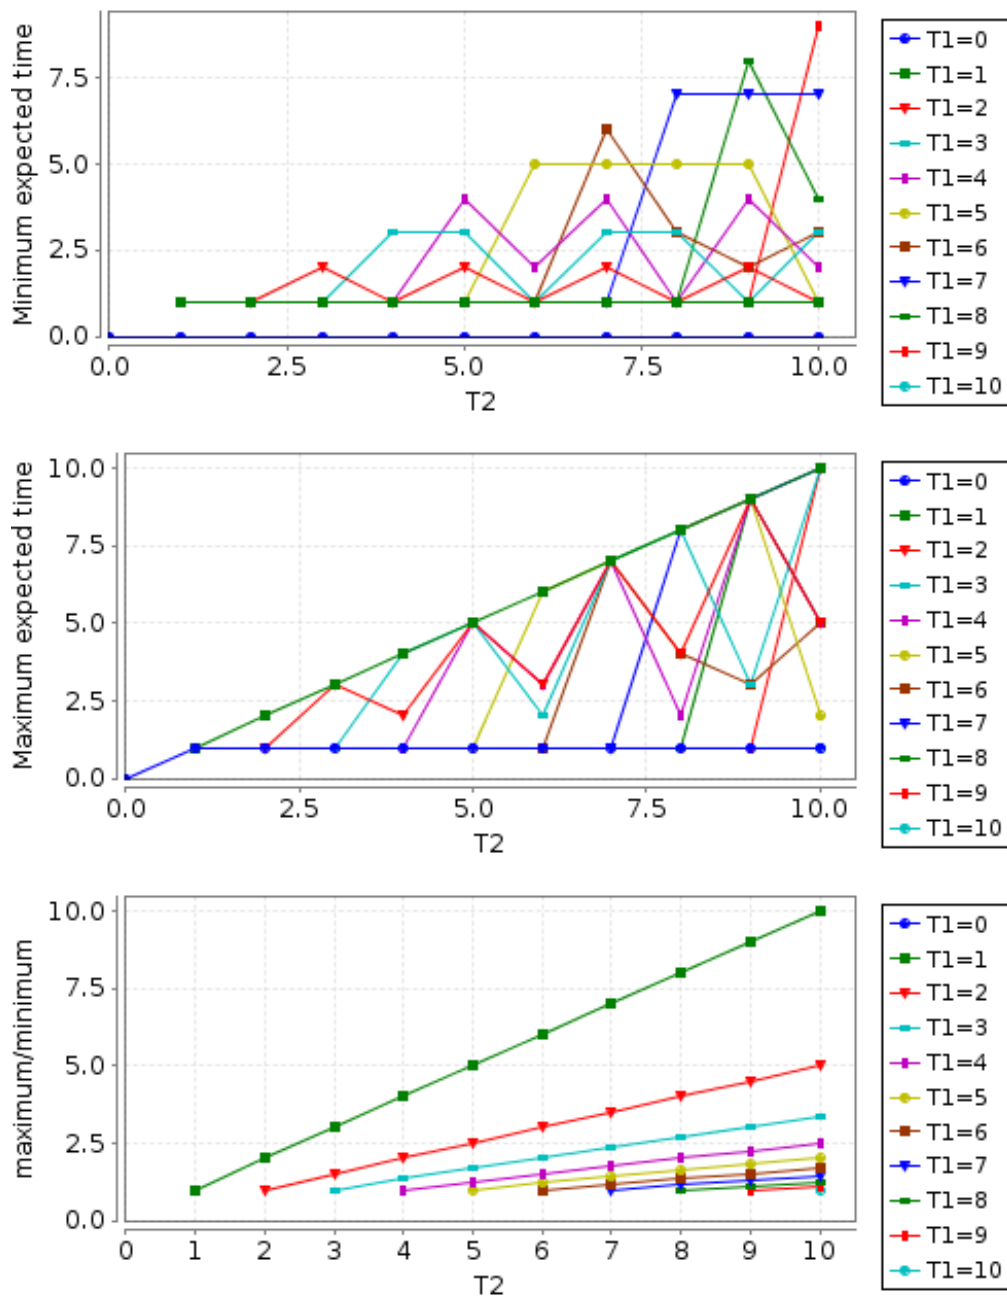 Minimum expected time
7.5
5.0
2.5
0.0
0.0 2.5 5.0 7.5 10.0
T2
T1=0
T1=1
T1=2
T1=3
T1=4
T1=5
T1=6
T1=7
T1=8
T1=9
T1=10
Maximum expected time
10.0
7.5
5.0
2.5
0.0
0.0 2.5 5.0 7.5 10.0
T2
T1=0
T1=1
T1=2
T1=3
T1=4
T1=5
T1=6
T1=7
T1=8
T1=9
T1=10
maximum/minimum
10.0
7.5
5.0
2.5
0.0
0 1 2 3 4 5 6 7 8 9 10
T2
T1=0
T1=1
T1=2
T1=3
T1=4
T1=5
T1=6
T1=7
T1=8
T1=9
T1=10